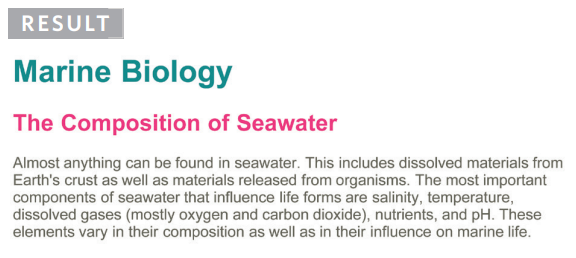 RESULT
Marine Biology
The Composition of Seawater
Almost anything can be found in seawater. This includes dissolved materials from
Earth's crust as well as materials released from organisms. The most important
components of seawater that influence life forms are salinity, temperature,
dissolved gases (mostly oxygen and carbon dioxide), nutrients, and pH. These
elements vary in their composition as well as in their influence on marine life.